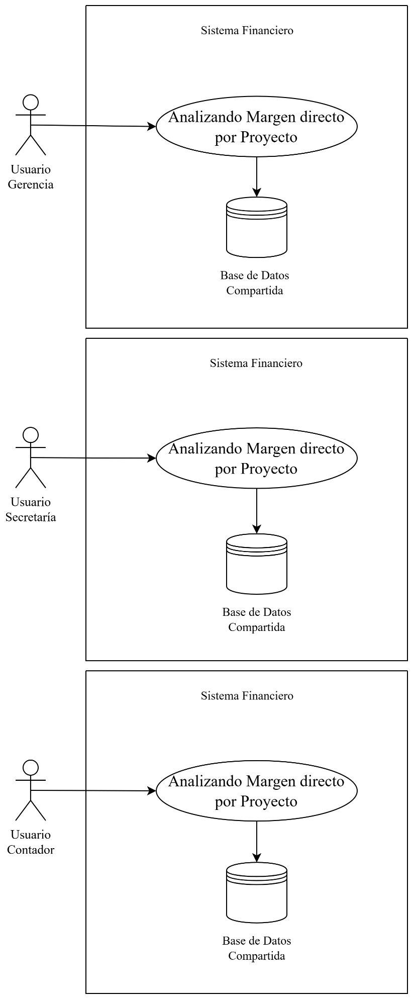 Sistema Financiero
Analizando Margen directo
por Proyecto
Usuario
Gerencia
Base de Datos
Compartida
Sistema Financiero
Analizando Margen directo
por Proyecto
Usuario
Secretaría
Base de Datos
Compartida
Sistema Financiero
Analizando Margen directo
por Proyecto
Usuario
Contador
Base de Datos
Compartida